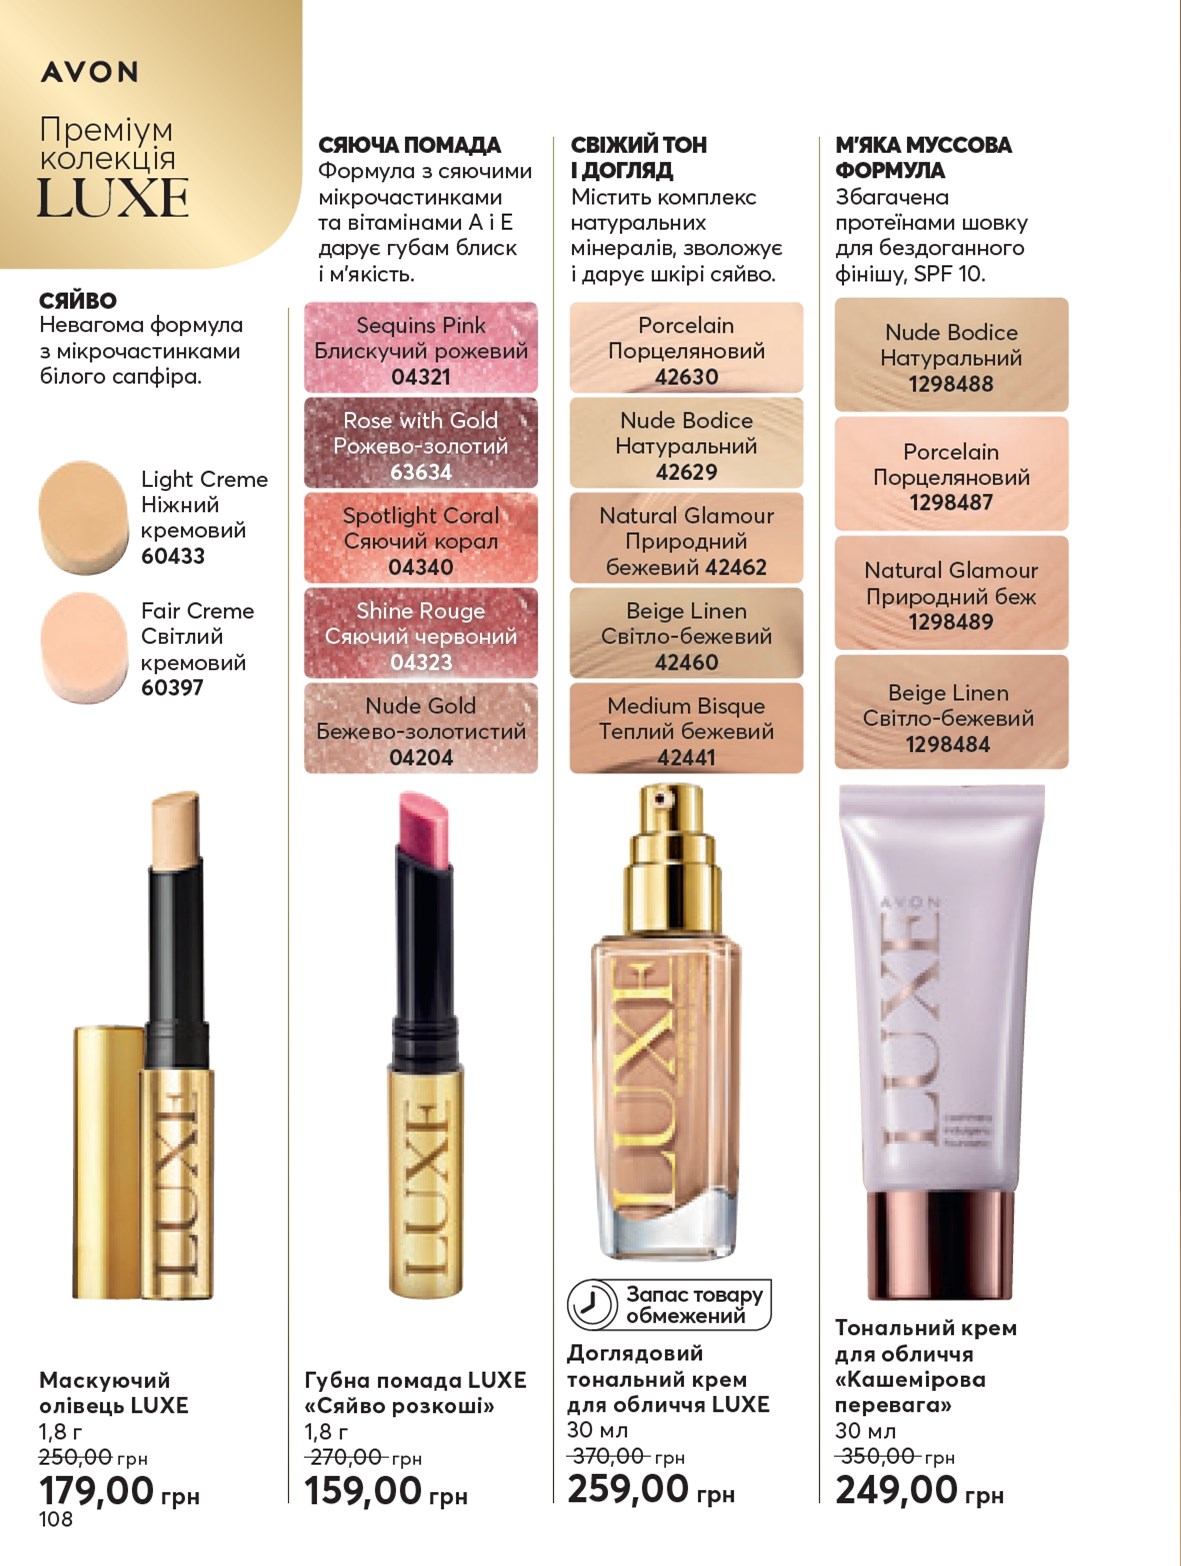 AVON
Преміум
колекція
LUXE
СЯЙВО
Невагома формула
з мікрочастинками
білого сапфіра.
Light Creme
Ніжний
кремовий
60433
Fair Creme
Світлий
кремовий
60397
LUXE
Маскуючий
олівець LUXE
1,8 г
250,00 грн
179,00 грн
108
СЯЮЧА ПОМАДА
Формула з сяючими
мікрочастинками
та вітамінами А і Е
дарує губам блиск
і м'якість.
Sequins Pink
Блискучий рожевий
04321
Rose with Gold
Рожево-золотий
63634
Spotlight Coral
Сяючий корал
04340
Shine Rouge
Сяючий червоний
04323
Nude Gold
Бежево-золотистий
04204
LUXE
Губна помада LUXE
«Сяйво розкоші»
1,8 г
270,00 грн
159,00 грн
СВІЖИЙ ТОН
І ДОГЛЯД
Містить комплекс
натуральних
мінералів, зволожує
і дарує шкірі сяйво.
Porcelain
Порцеляновий
42630
Nude Bodice
Натуральний
42629
Natural Glamour
Природний
бежевий 42462
Beige Linen
Світло-бежевий
42460
Medium Bisque
Теплий бежевий
42441
LUXE
Запас товару
обмежений
Доглядовий
тональний крем
для обличчя LUXE
30 мл
370,00 грн
259,00 грн
М'ЯКА МУССОВА
ФОРМУЛА
Збагачена
протеїнами шовку
для бездоганного
фінішу, SPF 10.
Nude Bodice
Натуральний
1298488
Porcelain
Порцеляновий
1298487
Natural Glamour
Природний беж
1298489
Beige Linen
Світло-бежевий
1298484
AVON
LUXE
cashmere
indulgence
foundation
Тональний крем
для обличчя
«Кашемірова
перевага»
30 мл
350,00 грн
249,00 грн